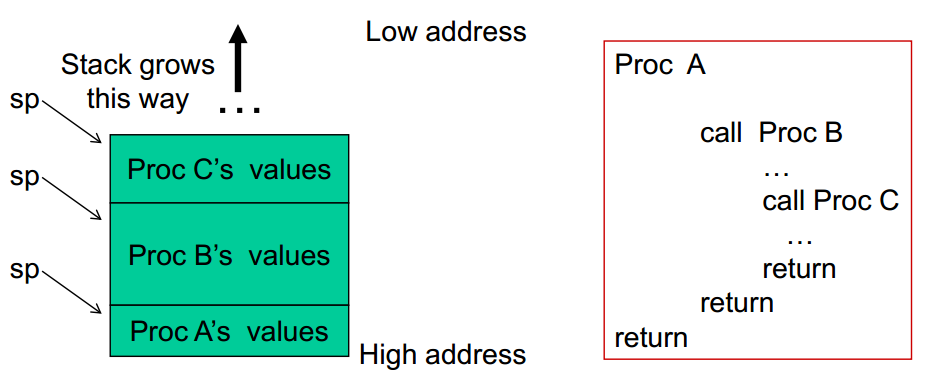 Low address
Stack grows
this way
...
sp
Proc C's values
sp
Proc B's values
sp
Proc A's values
High address
Proc A
call Proc B
...
call Proc C
...
return
return
return